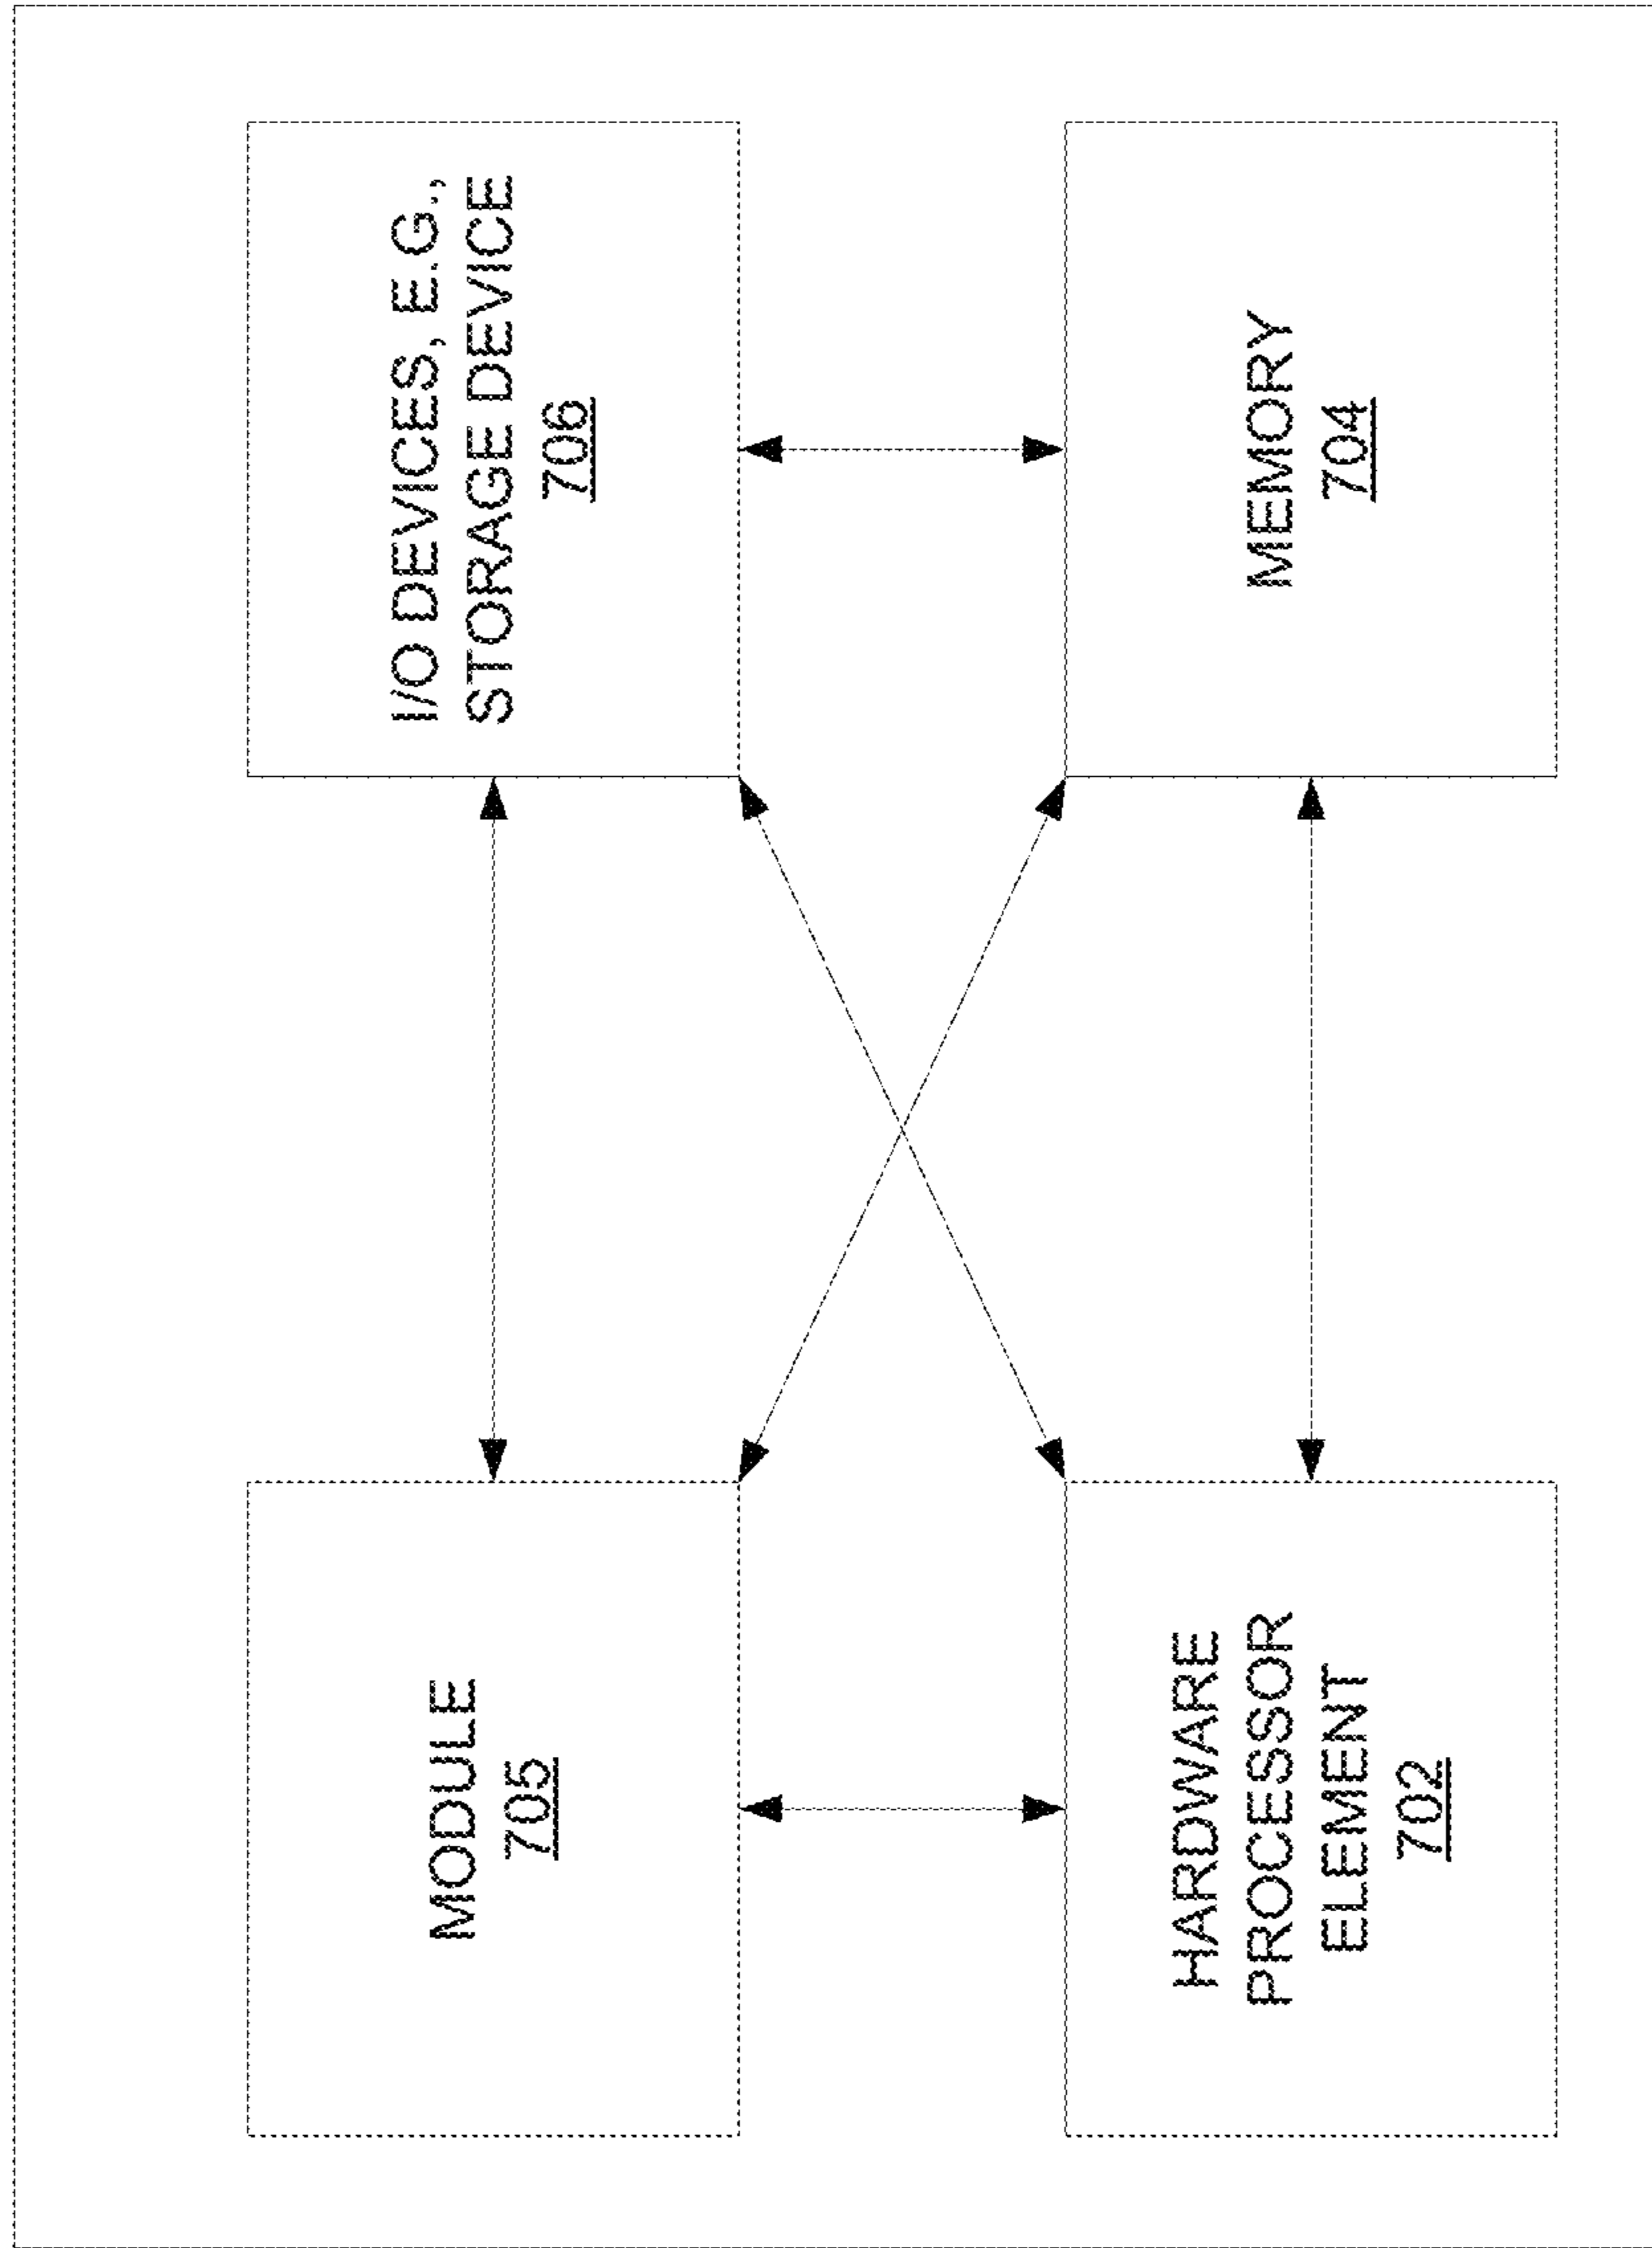 MODULE
705
I/O DEVICES, E.G.,
STORAGE DEVICE
706
HARDWARE
PROCESSOR
ELEMENT
702
MEMORY
704